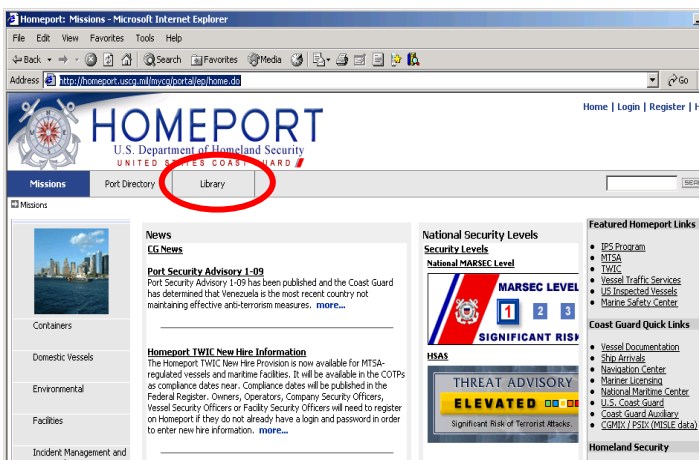 Homeport: Missions - Microsoft Internet Explorer
File Edit View Favorites Tools Help
Back Search Favorites Media
Address http://homeport.uscg.mil/mycg/portal/ep/home.do Go
HOMEPORT
U.S. Department of Homeland Security
UNITED STATES COAST GUARD
Home | Login | Register |
Missions Port Directory Library
Missions
Containers
Domestic Vessels
Environmental
Facilities
Incident Management and
News
CG News
Port Security Advisory 1-09
Port Security Advisory 1-09 has been published and the Coast Guard
has determined that Venezuela is the most recent country not
maintaining effective anti-terrorism measures. more...
Homeport TWIC New Hire Information
The Homeport TWIC New Hire Provision is now available for MTSA-
regulated vessels and maritime facilities. It will be available in the COTPs
as compliance dates near. Compliance dates will be published in the
Federal Register. Owners, Operators, Company Security Officers,
Vessel Security Officers or Facility Security Officers will need to register
on Homeport if they do not already have a login and password in order
to enter new hire information. more...
National Security Levels
Security Levels
National MARSEC Level
MARSEC LEVEL
1 2 3
SIGNIFICANT RISK
HSAS
THREAT ADVISORY
ELEVATED
Significant Risk of Terrorist Attacks.
Featured Homeport Links
IPS Program
MTSA
TWIC
Vessel Traffic Services
US Inspected Vessels
Marine Safety Center
Coast Guard Quick Links
Vessel Documentation
Ship Arrivals
Navigation Center
Mariner Licensing
National Maritime Center
U.S. Coast Guard
Coast Guard Auxiliary
CGMIX / PSIX (MISLE data)
Homeland Security